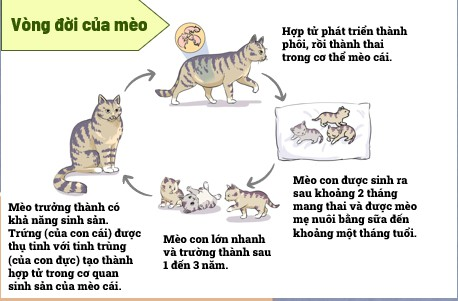 Vòng đời của mèo
Hợp tử phát triển thành
phôi, rồi thành thai
trong cơ thể mèo cái.
Mèo con được sinh ra
sau khoảng 2 tháng
mang thai và được mèo
mẹ nuôi bằng sữa đến
khoảng một tháng tuổi.
Mèo con lớn nhanh
và trường thành sau
1 đến 3 năm.
Mèo trưởng thành có
khả năng sinh sản.
Trứng (của con cái) được
thụ tinh với tinh trùng
(của con đực) tạo thành
hợp tử trong cơ quan
sinh sản của mèo cái.